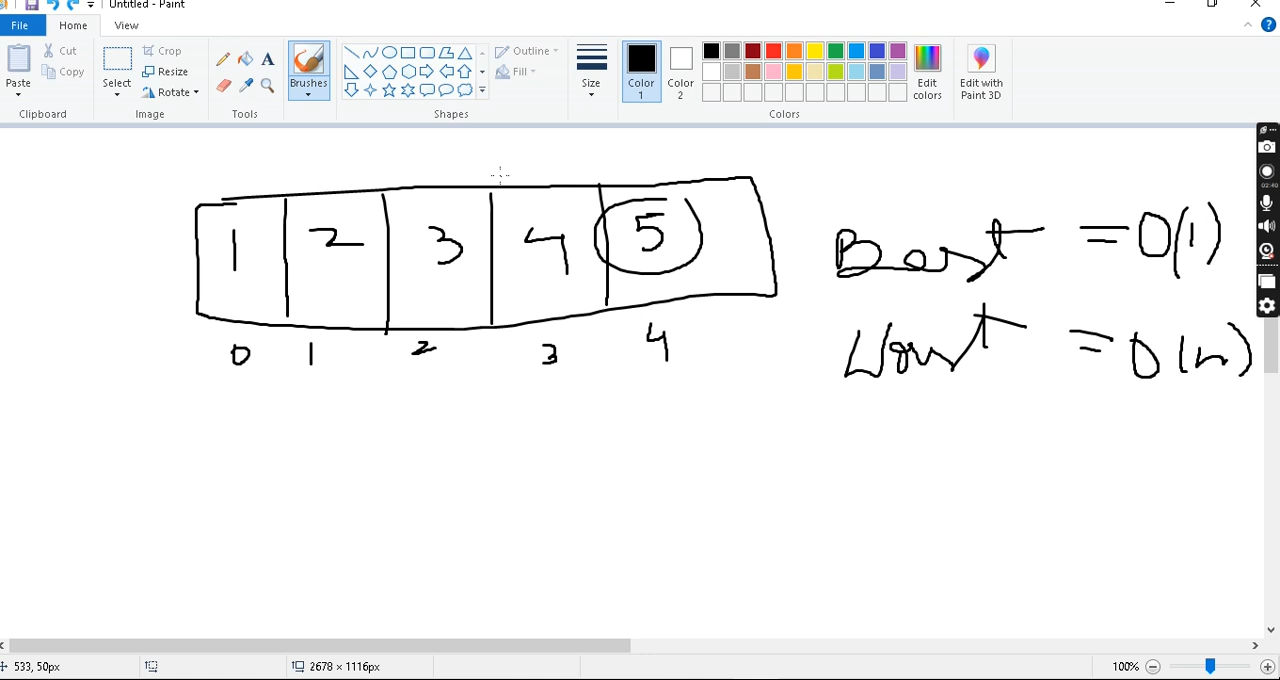 Untitled - Paint
File Home View
Paste Cut Copy
Select Crop Resize Rotate
Brushes
Outline Fill
Size
Color 1
Color 2
Edit colors
Edit with Paint 3D
Clipboard Image Tools Shapes Colors
02:40
1 2 3 4 5
0 1 2 3 4
Best = O(1)
Worst = O(n)
533, 50px 2678 × 1116px 100%